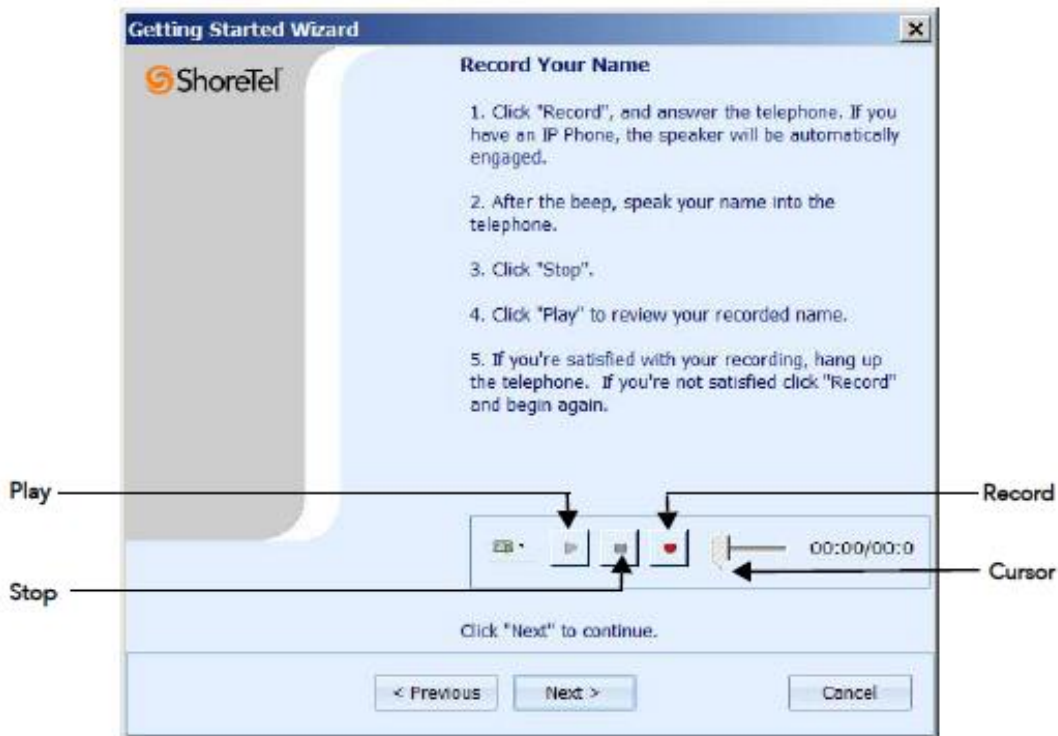 Getting Started Wizard
ShoreTel
Record Your Name
1. Click "Record", and answer the telephone. If you
have an IP Phone, the speaker will be automatically
engaged.
2. After the beep, speak your name into the
telephone.
3. Click "Stop".
4. Click "Play" to review your recorded name.
5. If you're satisfied with your recording, hang up
the telephone. If you're not satisfied click "Record"
and begin again.
Play
Record
00:00/00:0
Cursor
Stop
Click "Next" to continue.
< Previous
Next >
Cancel